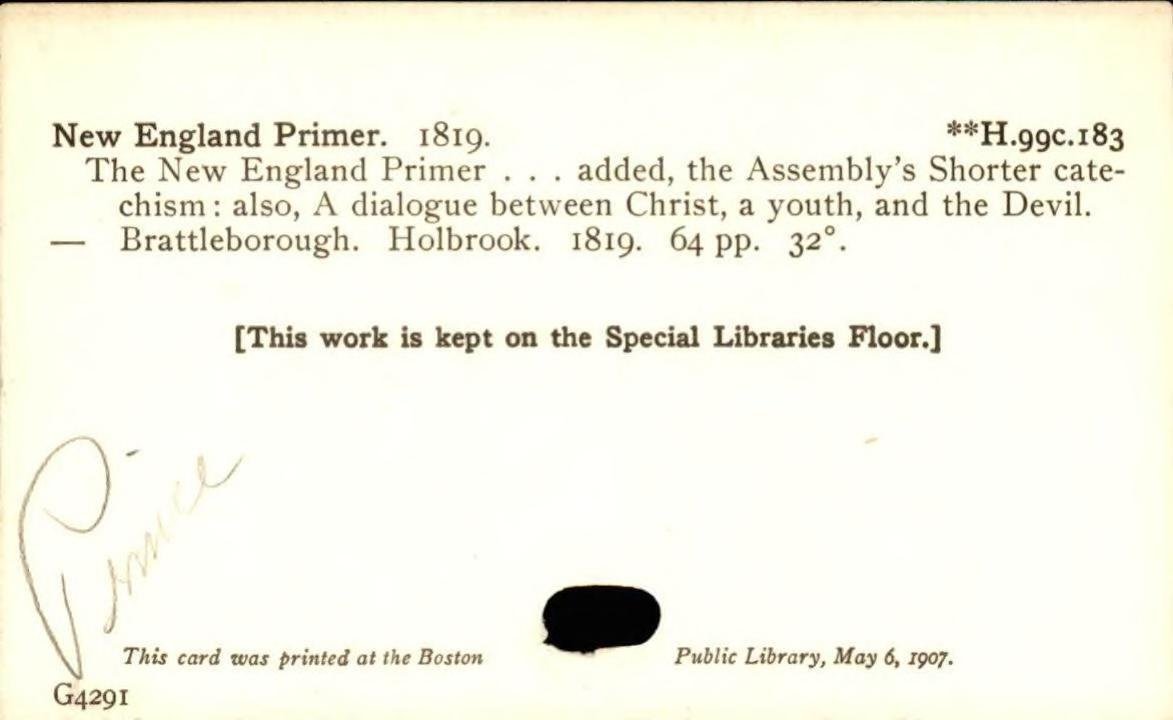 New England Primer. 1819. **H.99c.183
The New England Primer . . . added, the Assembly's Shorter cate-
chism: also, A dialogue between Christ, a youth, and the Devil.
— Brattleborough. Holbrook. 1819. 64 pp. 32°.
[This work is kept on the Special Libraries Floor.]
Prince
This card was printed at the Boston Public Library, May 6, 1907.
G4291